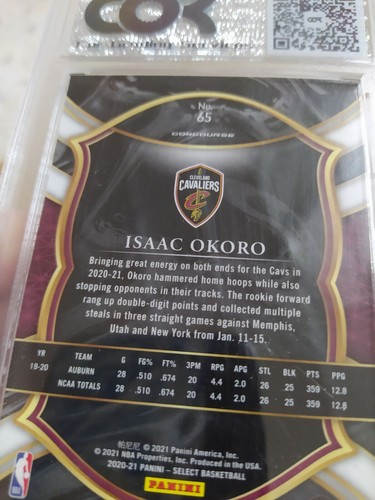 No.
65
CONCOURSE
CLEVELAND
CAVALIERS
ISAAC OKORO
Bringing great energy on both ends for the Cavs in
2020-21, Okoro hammered home hoops while also
stopping opponents in their tracks. The rookie forward
rang up double-digit points and collected multiple
steals in three straight games against Memphis,
Utah and New York from Jan. 11-15.
YR TEAM G FG% FT% 3PM RPG APG STL BLK PTS PPG
19-20 AUBURN 28 .510 .674 20 4.4 2.0 26 25 359 12.8
NCAA TOTALS 28 .510 .674 20 4.4 2.0 26 25 359 12.8
帕尼尼 © 2021 Panini America, Inc.
© 2021 NBA Properties, Inc. Produced in the USA.
2020-21 PANINI – SELECT BASKETBALL
NBA
PANINI